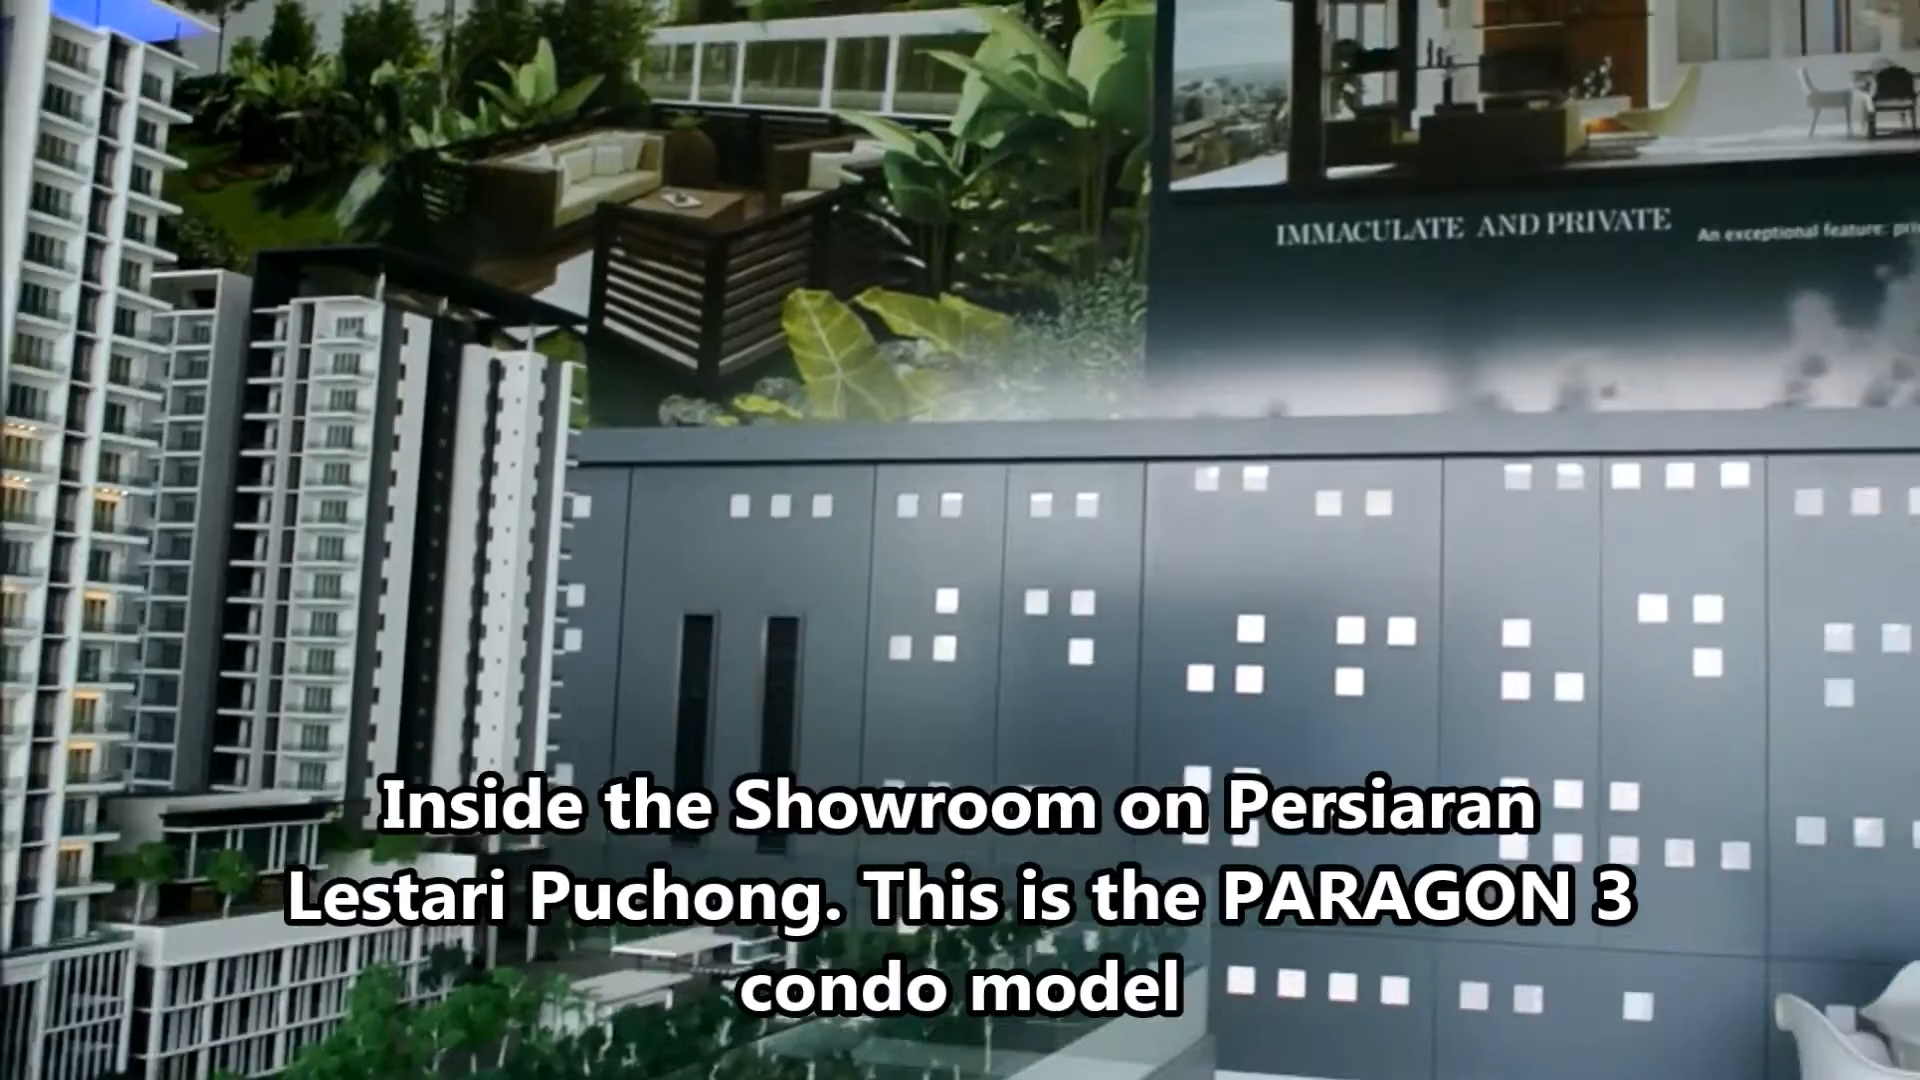 IMMACULATE AND PRIVATE
An exceptional feature:
Inside the Showroom on Persiaran
Lestari Puchong. This is the PARAGON 3
condo model